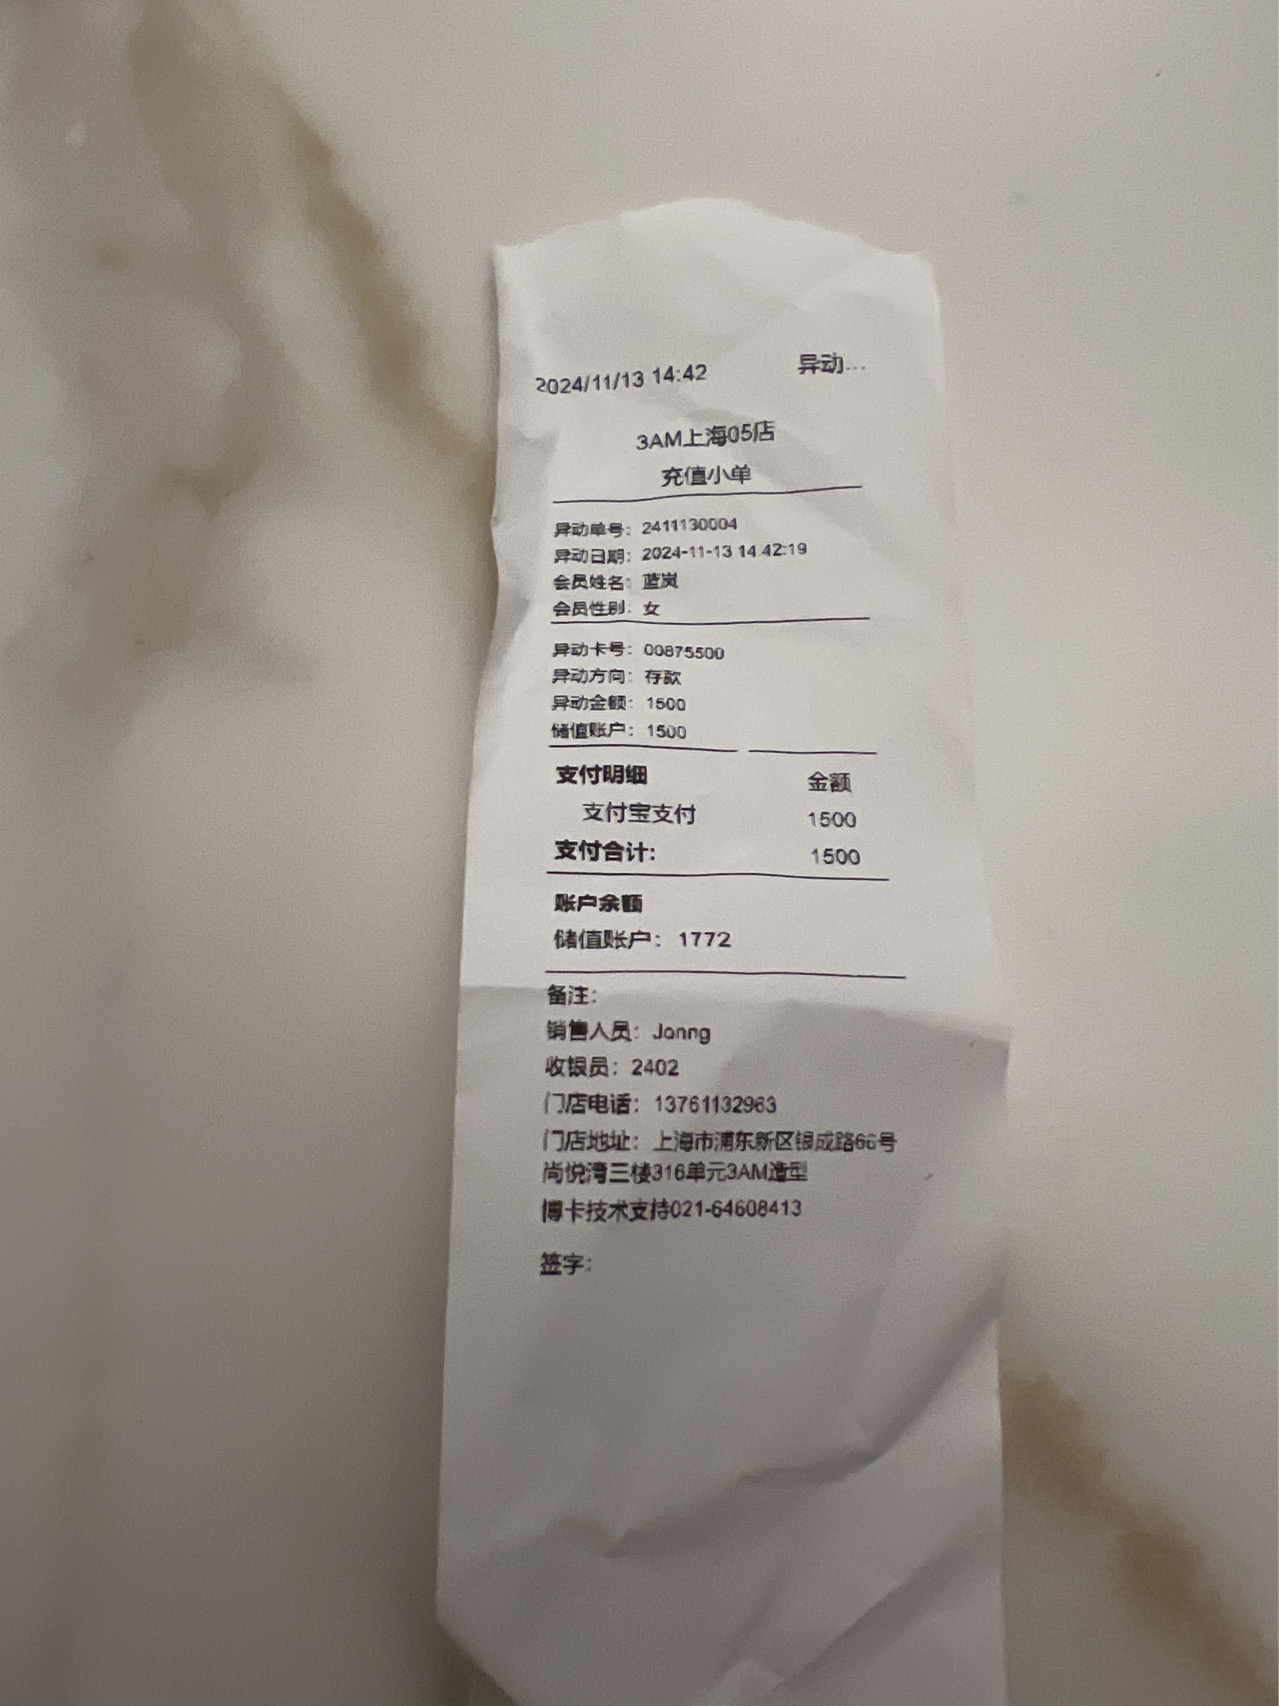 2024/11/13 14:42 异动...
3AM上海05店
充值小单
异动单号：2411130004
异动日期：2024-11-13 14:42:19
会员姓名：蓝岚
会员性别：女
异动卡号：00875500
异动方向：存款
异动金额：1500
储值账户：1500
支付明细 金额
支付宝支付 1500
支付合计： 1500
账户余额
储值账户：1772
备注：
销售人员：Jonng
收银员：2402
门店电话：13761132963
门店地址：上海市浦东新区银成路66号
尚悦湾三楼316单元3AM造型
博卡技术支持021-64608413
签字：